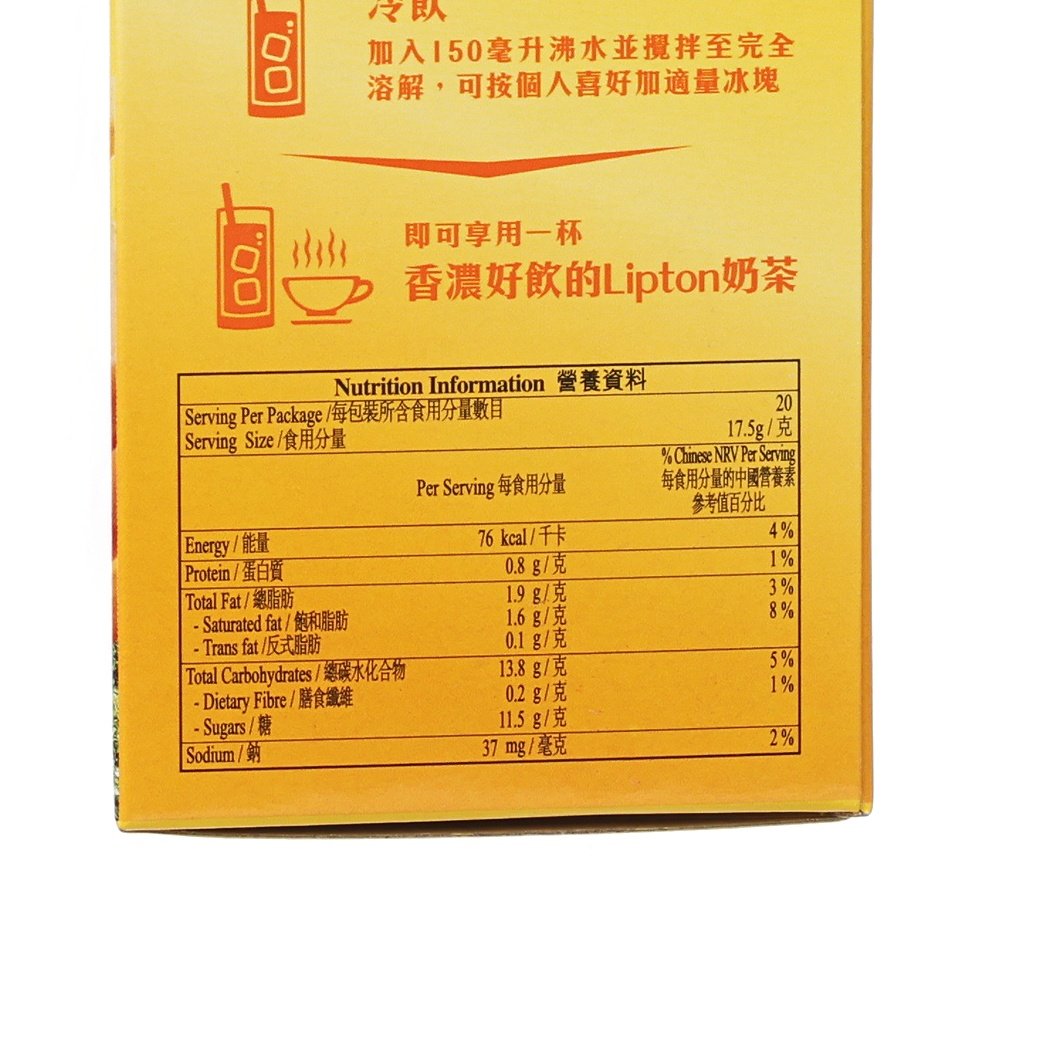 冷飲
加入150毫升沸水並攪拌至完全
溶解，可按個人喜好加適量冰塊
即可享用一杯
香濃好飲的Lipton奶茶
Nutrition Information 營養資料
Serving Per Package /每包裝所含食用分量數目 20
Serving Size /食用分量 17.5g / 克
Per Serving 每食用分量
% Chinese NRV Per Serving
每食用分量的中國營養素
參考值百分比
Energy / 能量 76 kcal / 千卡 4%
Protein / 蛋白質 0.8 g / 克 1%
Total Fat / 總脂肪 1.9 g / 克 3%
- Saturated fat / 飽和脂肪 1.6 g / 克 8%
- Trans fat /反式脂肪 0.1 g / 克
Total Carbohydrates / 總碳水化合物 13.8 g / 克 5%
- Dietary Fibre / 膳食纖維 0.2 g / 克 1%
- Sugars / 糖 11.5 g / 克
Sodium / 鈉 37 mg / 毫克 2%